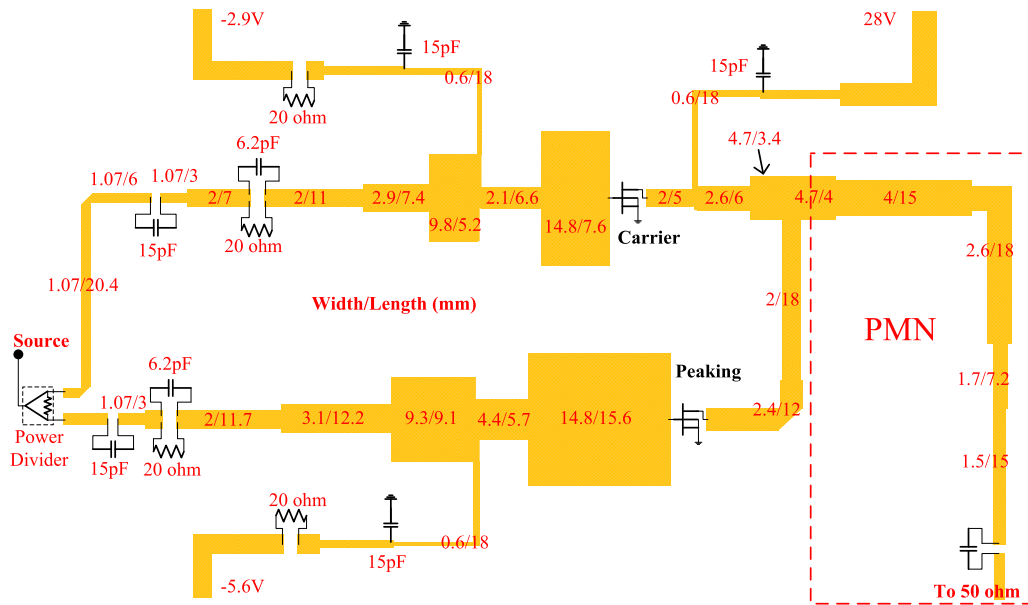 -2.9V
28V
15pF
15pF
0.6/18
0.6/18
20 ohm
6.2pF
4.7/3.4
1.07/6
1.07/3
2/7
2/11
2.9/7.4
2.1/6.6
2/5
2.6/6
4.7/4
4/15
9.8/5.2
14.8/7.6
Carrier
15pF
20 ohm
2.6/18
1.07/20.4
Width/Length (mm)
2/18
PMN
Source
6.2pF
Peaking
1.7/7.2
1.07/3
2/11.7
3.1/12.2
9.3/9.1
4.4/5.7
14.8/15.6
2.4/12
Power
Divider
15pF
20 ohm
1.5/15
20 ohm
0.6/18
15pF
-5.6V
To 50 ohm